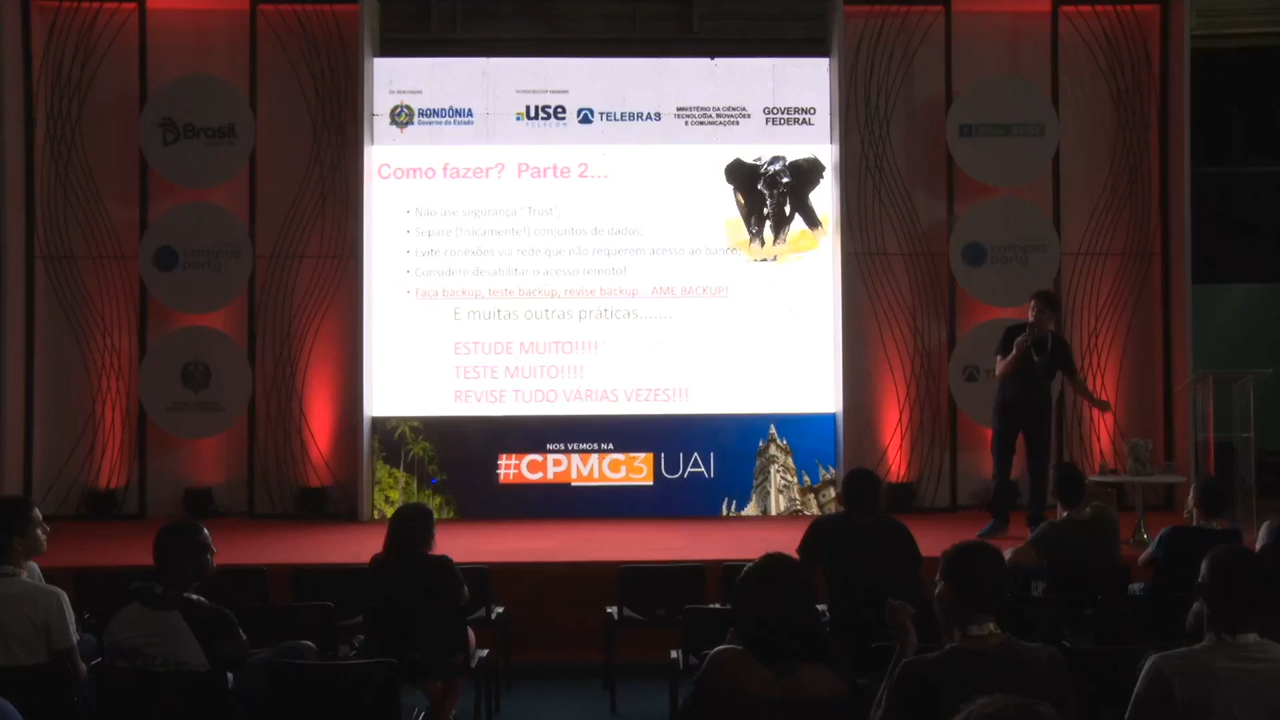 RONDÔNIA
Governo do Estado
use
TELECOM
TELEBRAS
MINISTÉRIO DA CIÊNCIA,
TECNOLOGIA, INOVAÇÕES
E COMUNICAÇÕES
GOVERNO
FEDERAL
Brasil
campus
party
campus
party
Como fazer? Parte 2...
• Não use segurança ' Trust';
• Separe (fisicamente!) conjuntos de dados;
• Evite conexões via rede que não requerem acesso ao banco;
• Considere desabilitar o acesso remoto!
• Faça backup, teste backup, revise backup... AME BACKUP!
E muitas outras práticas.......
ESTUDE MUITO!!!!
TESTE MUITO!!!!
REVISE TUDO VÁRIAS VEZES!!!
NOS VEMOS NA
#CPMG3 UAI